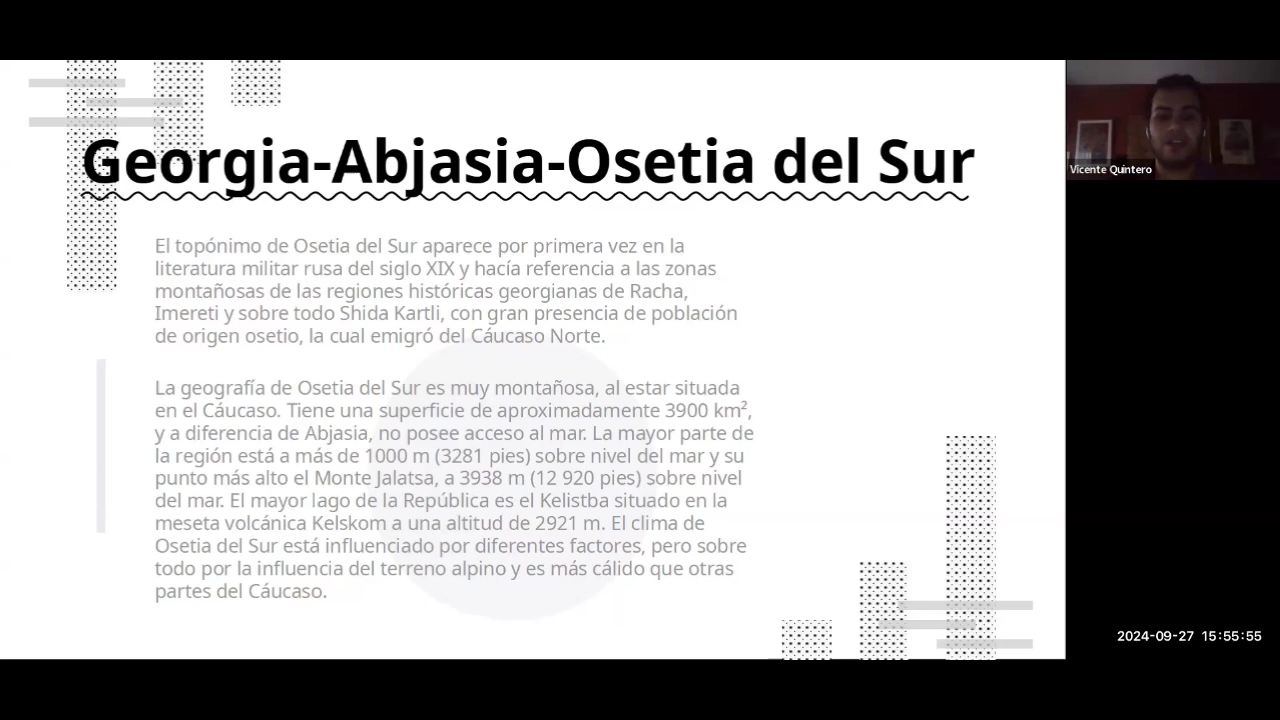 Georgia-Abjasia-Osetia del Sur
El topónimo de Osetia del Sur aparece por primera vez en la
literatura militar rusa del siglo XIX y hacía referencia a las zonas
montañosas de las regiones históricas georgianas de Racha,
Imereti y sobre todo Shida Kartli, con gran presencia de población
de origen osetio, la cual emigró del Cáucaso Norte.
La geografía de Osetia del Sur es muy montañosa, al estar situada
en el Cáucaso. Tiene una superficie de aproximadamente 3900 km²,
y a diferencia de Abjasia, no posee acceso al mar. La mayor parte de
la región está a más de 1000 m (3281 pies) sobre nivel del mar y su
punto más alto el Monte Jalatsa, a 3938 m (12 920 pies) sobre nivel
del mar. El mayor lago de la República es el Kelistba situado en la
meseta volcánica Kelskom a una altitud de 2921 m. El clima de
Osetia del Sur está influenciado por diferentes factores, pero sobre
todo por la influencia del terreno alpino y es más cálido que otras
partes del Cáucaso.
Vicente Quintero
2024-09-27 15:55:55